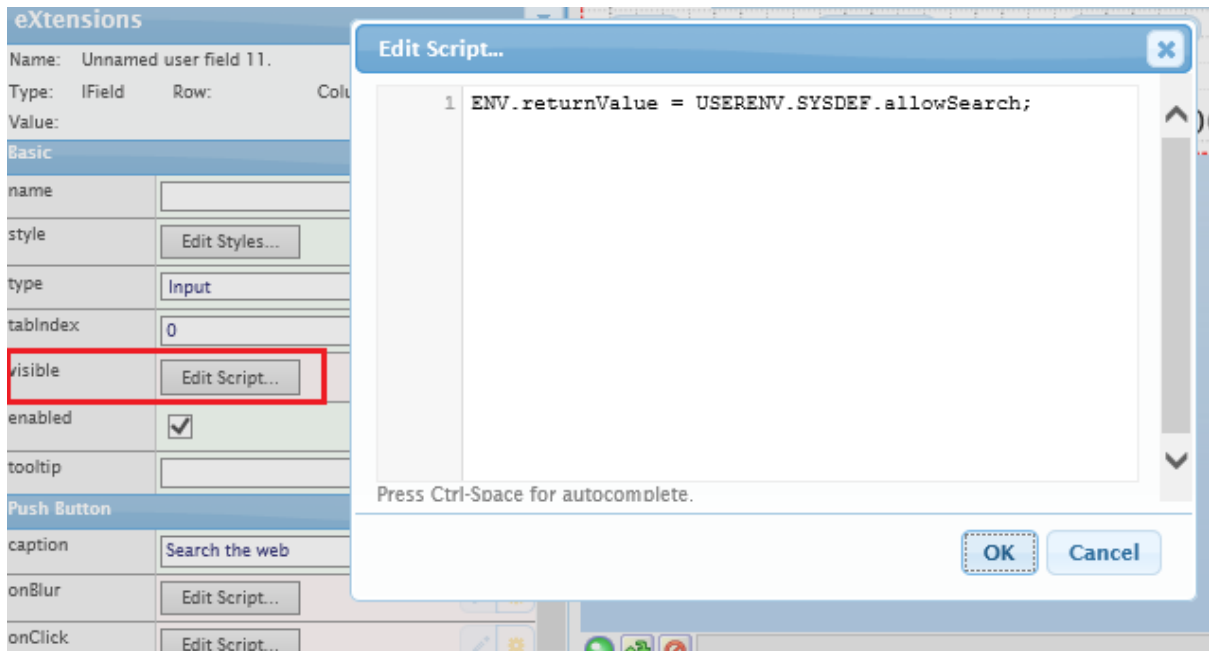 eXtensions
Name: Unnamed user field 11.
Type: IField Row:
Value:
Basic
name
style Edit Styles...
type Input
tabIndex 0
visible Edit Script...
enabled
tooltip
Push Button
caption Search the web
onBlur Edit Script...
onClick Edit Script...
Edit Script...
1 ENV.returnValue = USERENV.SYSDEF.allowSearch;
Press Ctrl-Space for autocomplete.
OK Cancel